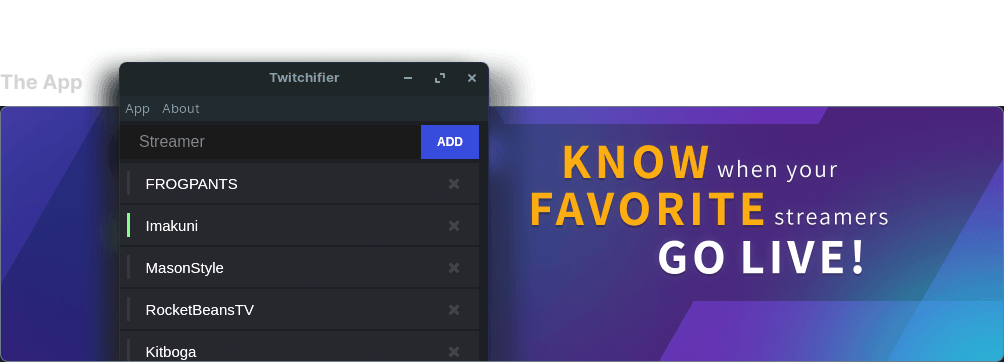 The App
Twitchifier
App About
Streamer
ADD
FROGPANTS
Imakuni
MasonStyle
RocketBeansTV
Kitboga
KNOW when your
FAVORITE streamers
GO LIVE!